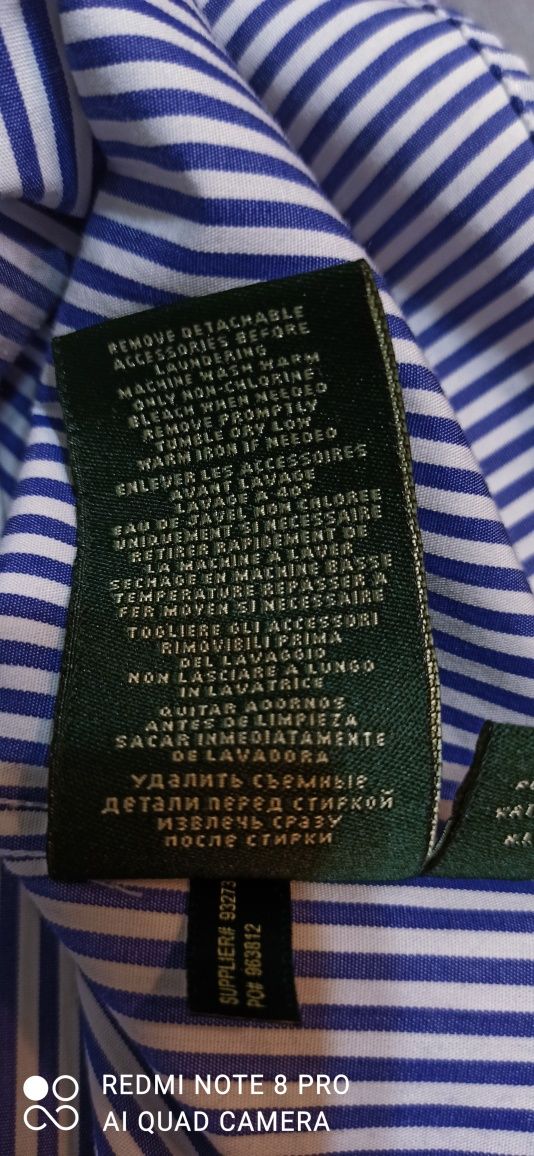 REMOVE DETACHABLE
ACCESSORIES BEFORE
LAUNDERING
MACHINE WASH WARM
ONLY NON-CHLORINE
BLEACH WHEN NEEDED
REMOVE PROMPTLY
TUMBLE DRY LOW
WARM IRON IF NEEDED
ENLEVER LES ACCESSOIRES
AVANT LAVAGE
LAVAGE A 40°
EAU DE JAVEL NON CHLOREE
UNIQUEMENT SI NECESSAIRE
RETIRER RAPIDEMENT DE
LA MACHINE A LAVER
SECHAGE EN MACHINE BASSE
TEMPERATURE REPASSER A
FER MOYEN SI NECESSAIRE
TOGLIERE GLI ACCESSORI
RIMOVIBILI PRIMA
DEL LAVAGGIO
NON LASCIARE A LUNGO
IN LAVATRICE
QUITAR ADORNOS
ANTES DE LIMPIEZA
SACAR INMEDIATAMENTE
DE LAVADORA
УДАЛИТЬ СЪЕМНЫЕ
ДЕТАЛИ ПЕРЕД СТИРКОЙ
ИЗВЛЕЧЬ СРАЗУ
ПОСЛЕ СТИРКИ
SUPPLIER# 93273
PO# 963812
REDMI NOTE 8 PRO
AI QUAD CAMERA